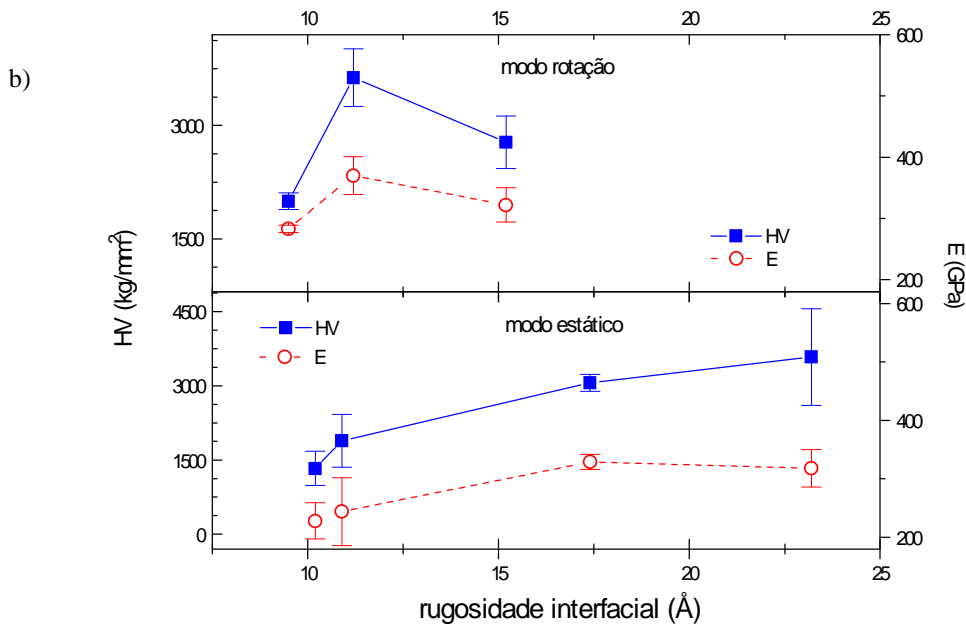 10 15 20 25
b)
600
modo rotação
3000
400
1500
HV
E
200
HV (kg/mm²)
E (GPa)
4500
600
HV
modo estático
E
3000
400
1500
0
200
10 15 20 25
rugosidade interfacial (Å)